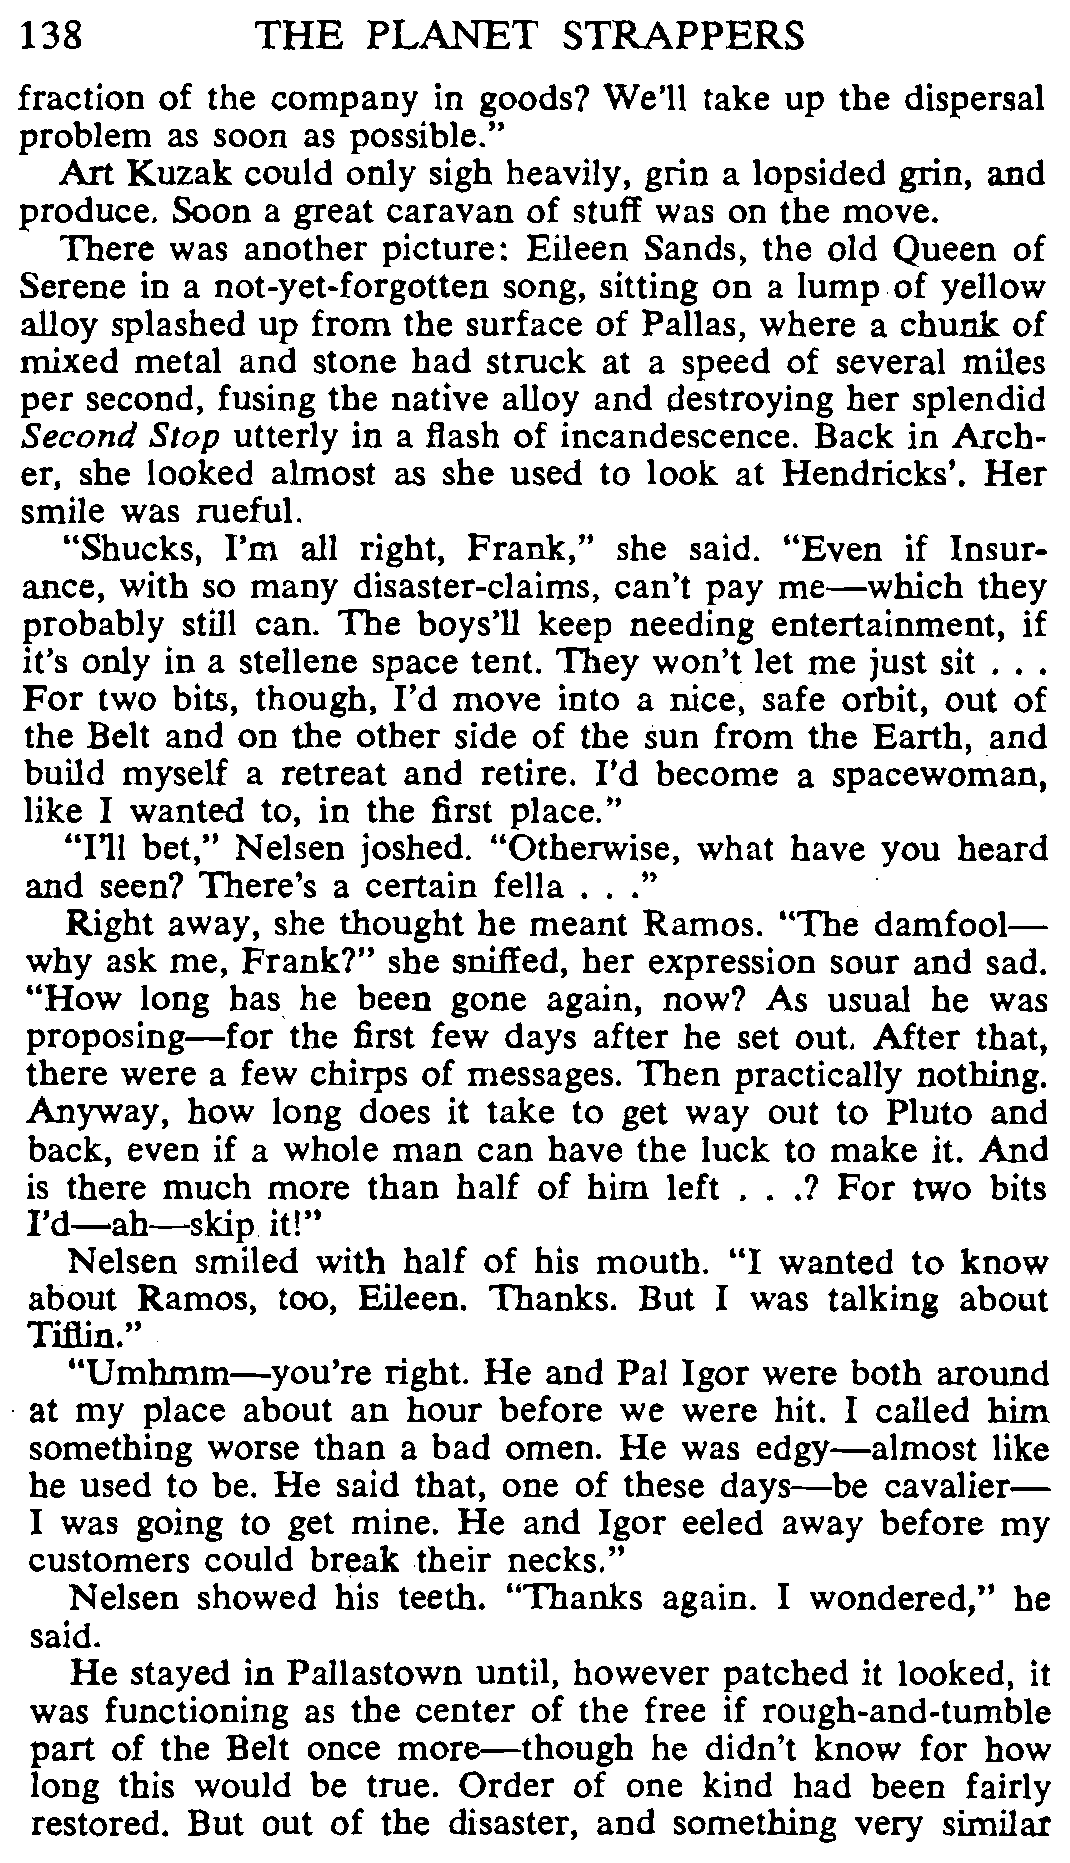 138 THE PLANET STRAPPERS
fraction of the company in goods? We'll take up the dispersal
problem as soon as possible."
Art Kuzak could only sigh heavily, grin a lopsided grin, and
produce. Soon a great caravan of stuff was on the move.
There was another picture: Eileen Sands, the old Queen of
Serene in a not-yet-forgotten song, sitting on a lump of yellow
alloy splashed up from the surface of Pallas, where a chunk of
mixed metal and stone had struck at a speed of several miles
per second, fusing the native alloy and destroying her splendid
Second Stop utterly in a flash of incandescence. Back in Arch-
er, she looked almost as she used to look at Hendricks'. Her
smile was rueful.
"Shucks, I'm all right, Frank," she said. "Even if Insur-
ance, with so many disaster-claims, can't pay me—which they
probably still can. The boys'll keep needing entertainment, if
it's only in a stellene space tent. They won't let me just sit . . .
For two bits, though, I'd move into a nice, safe orbit, out of
the Belt and on the other side of the sun from the Earth, and
build myself a retreat and retire. I'd become a spacewoman,
like I wanted to, in the first place."
"I'll bet," Nelsen joshed. "Otherwise, what have you heard
and seen? There's a certain fella . . ."
Right away, she thought he meant Ramos. "The damfool—
why ask me, Frank?" she sniffed, her expression sour and sad.
"How long has he been gone again, now? As usual he was
proposing—for the first few days after he set out. After that,
there were a few chirps of messages. Then practically nothing.
Anyway, how long does it take to get way out to Pluto and
back, even if a whole man can have the luck to make it. And
is there much more than half of him left . . .? For two bits
I'd—ah—skip it!"
Nelsen smiled with half of his mouth. "I wanted to know
about Ramos, too, Eileen. Thanks. But I was talking about
Tiflin."
"Umhmm—you're right. He and Pal Igor were both around
at my place about an hour before we were hit. I called him
something worse than a bad omen. He was edgy—almost like
he used to be. He said that, one of these days—be cavalier—
I was going to get mine. He and Igor eeled away before my
customers could break their necks."
Nelsen showed his teeth. "Thanks again. I wondered," he
said.
He stayed in Pallastown until, however patched it looked, it
was functioning as the center of the free if rough-and-tumble
part of the Belt once more—though he didn't know for how
long this would be true. Order of one kind had been fairly
restored. But out of the disaster, and something very similar